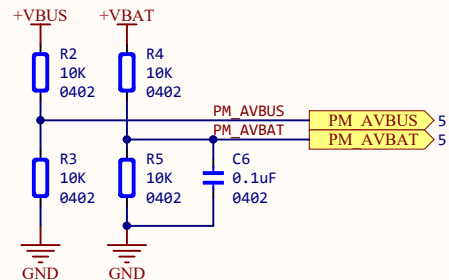 +VBUS
+VBAT
R2
10K
0402
R4
10K
0402
PM_AVBUS
PM_AVBUS
5
PM_AVBAT
PM_AVBAT
5
R3
10K
0402
R5
10K
0402
C6
0.1uF
0402
GND
GND